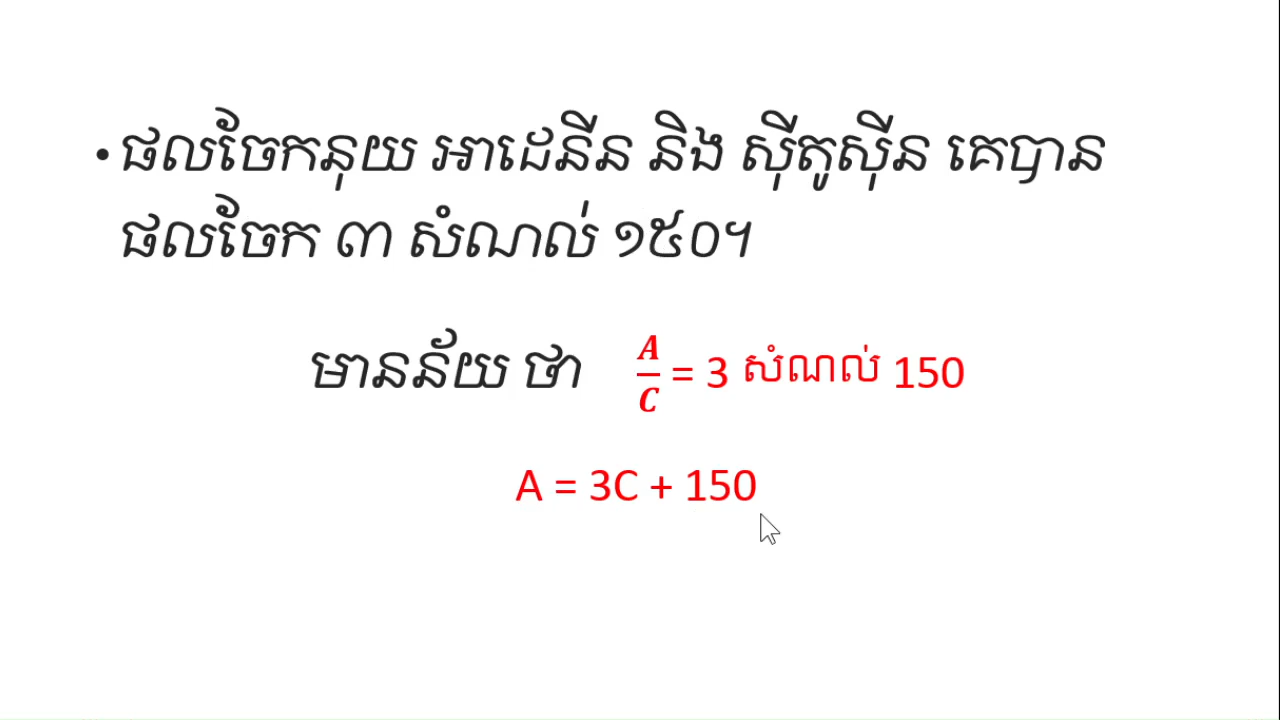 • ផលចែកនុយ អាដេនីន និង ស៊ីតូស៊ីន គេបាន
ផលចែក ៣ សំណល់ ១៥០។
មានន័យ ថា A/C = 3 សំណល់ 150
A = 3C + 150